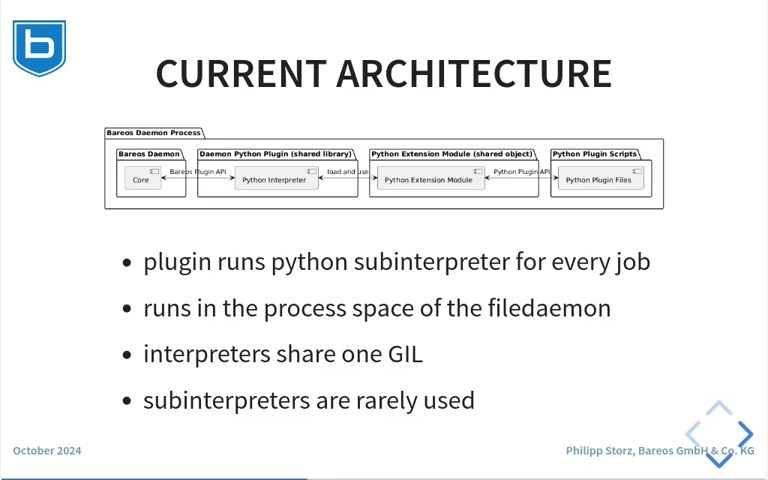 CURRENT ARCHITECTURE
Bareos Daemon Process
Bareos Daemon
Daemon Python Plugin (shared library)
Python Extension Module (shared object)
Python Plugin Scripts
Core
Bareos Plugin API
Python Interpreter
load and use
Python Extension Module
Python Plugin API
Python Plugin Files
• plugin runs python subinterpreter for every job
• runs in the process space of the filedaemon
• interpreters share one GIL
• subinterpreters are rarely used
October 2024
Philipp Storz, Bareos GmbH & Co. KG